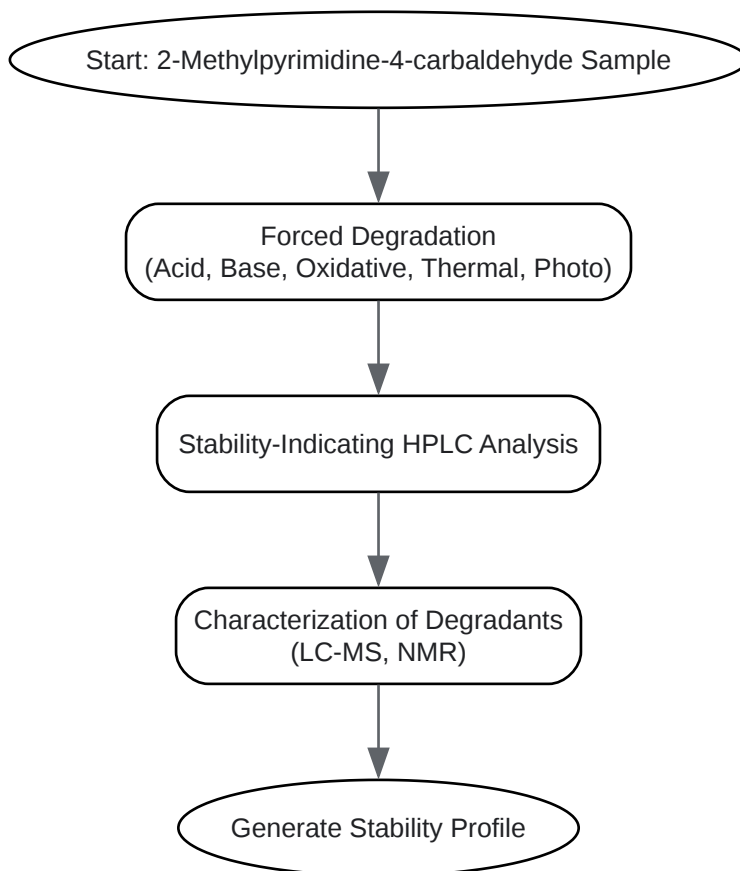 Start: 2-Methylpyrimidine-4-carbaldehyde Sample
Forced Degradation
(Acid, Base, Oxidative, Thermal, Photo)
Stability-Indicating HPLC Analysis
Characterization of Degradants
(LC-MS, NMR)
Generate Stability Profile